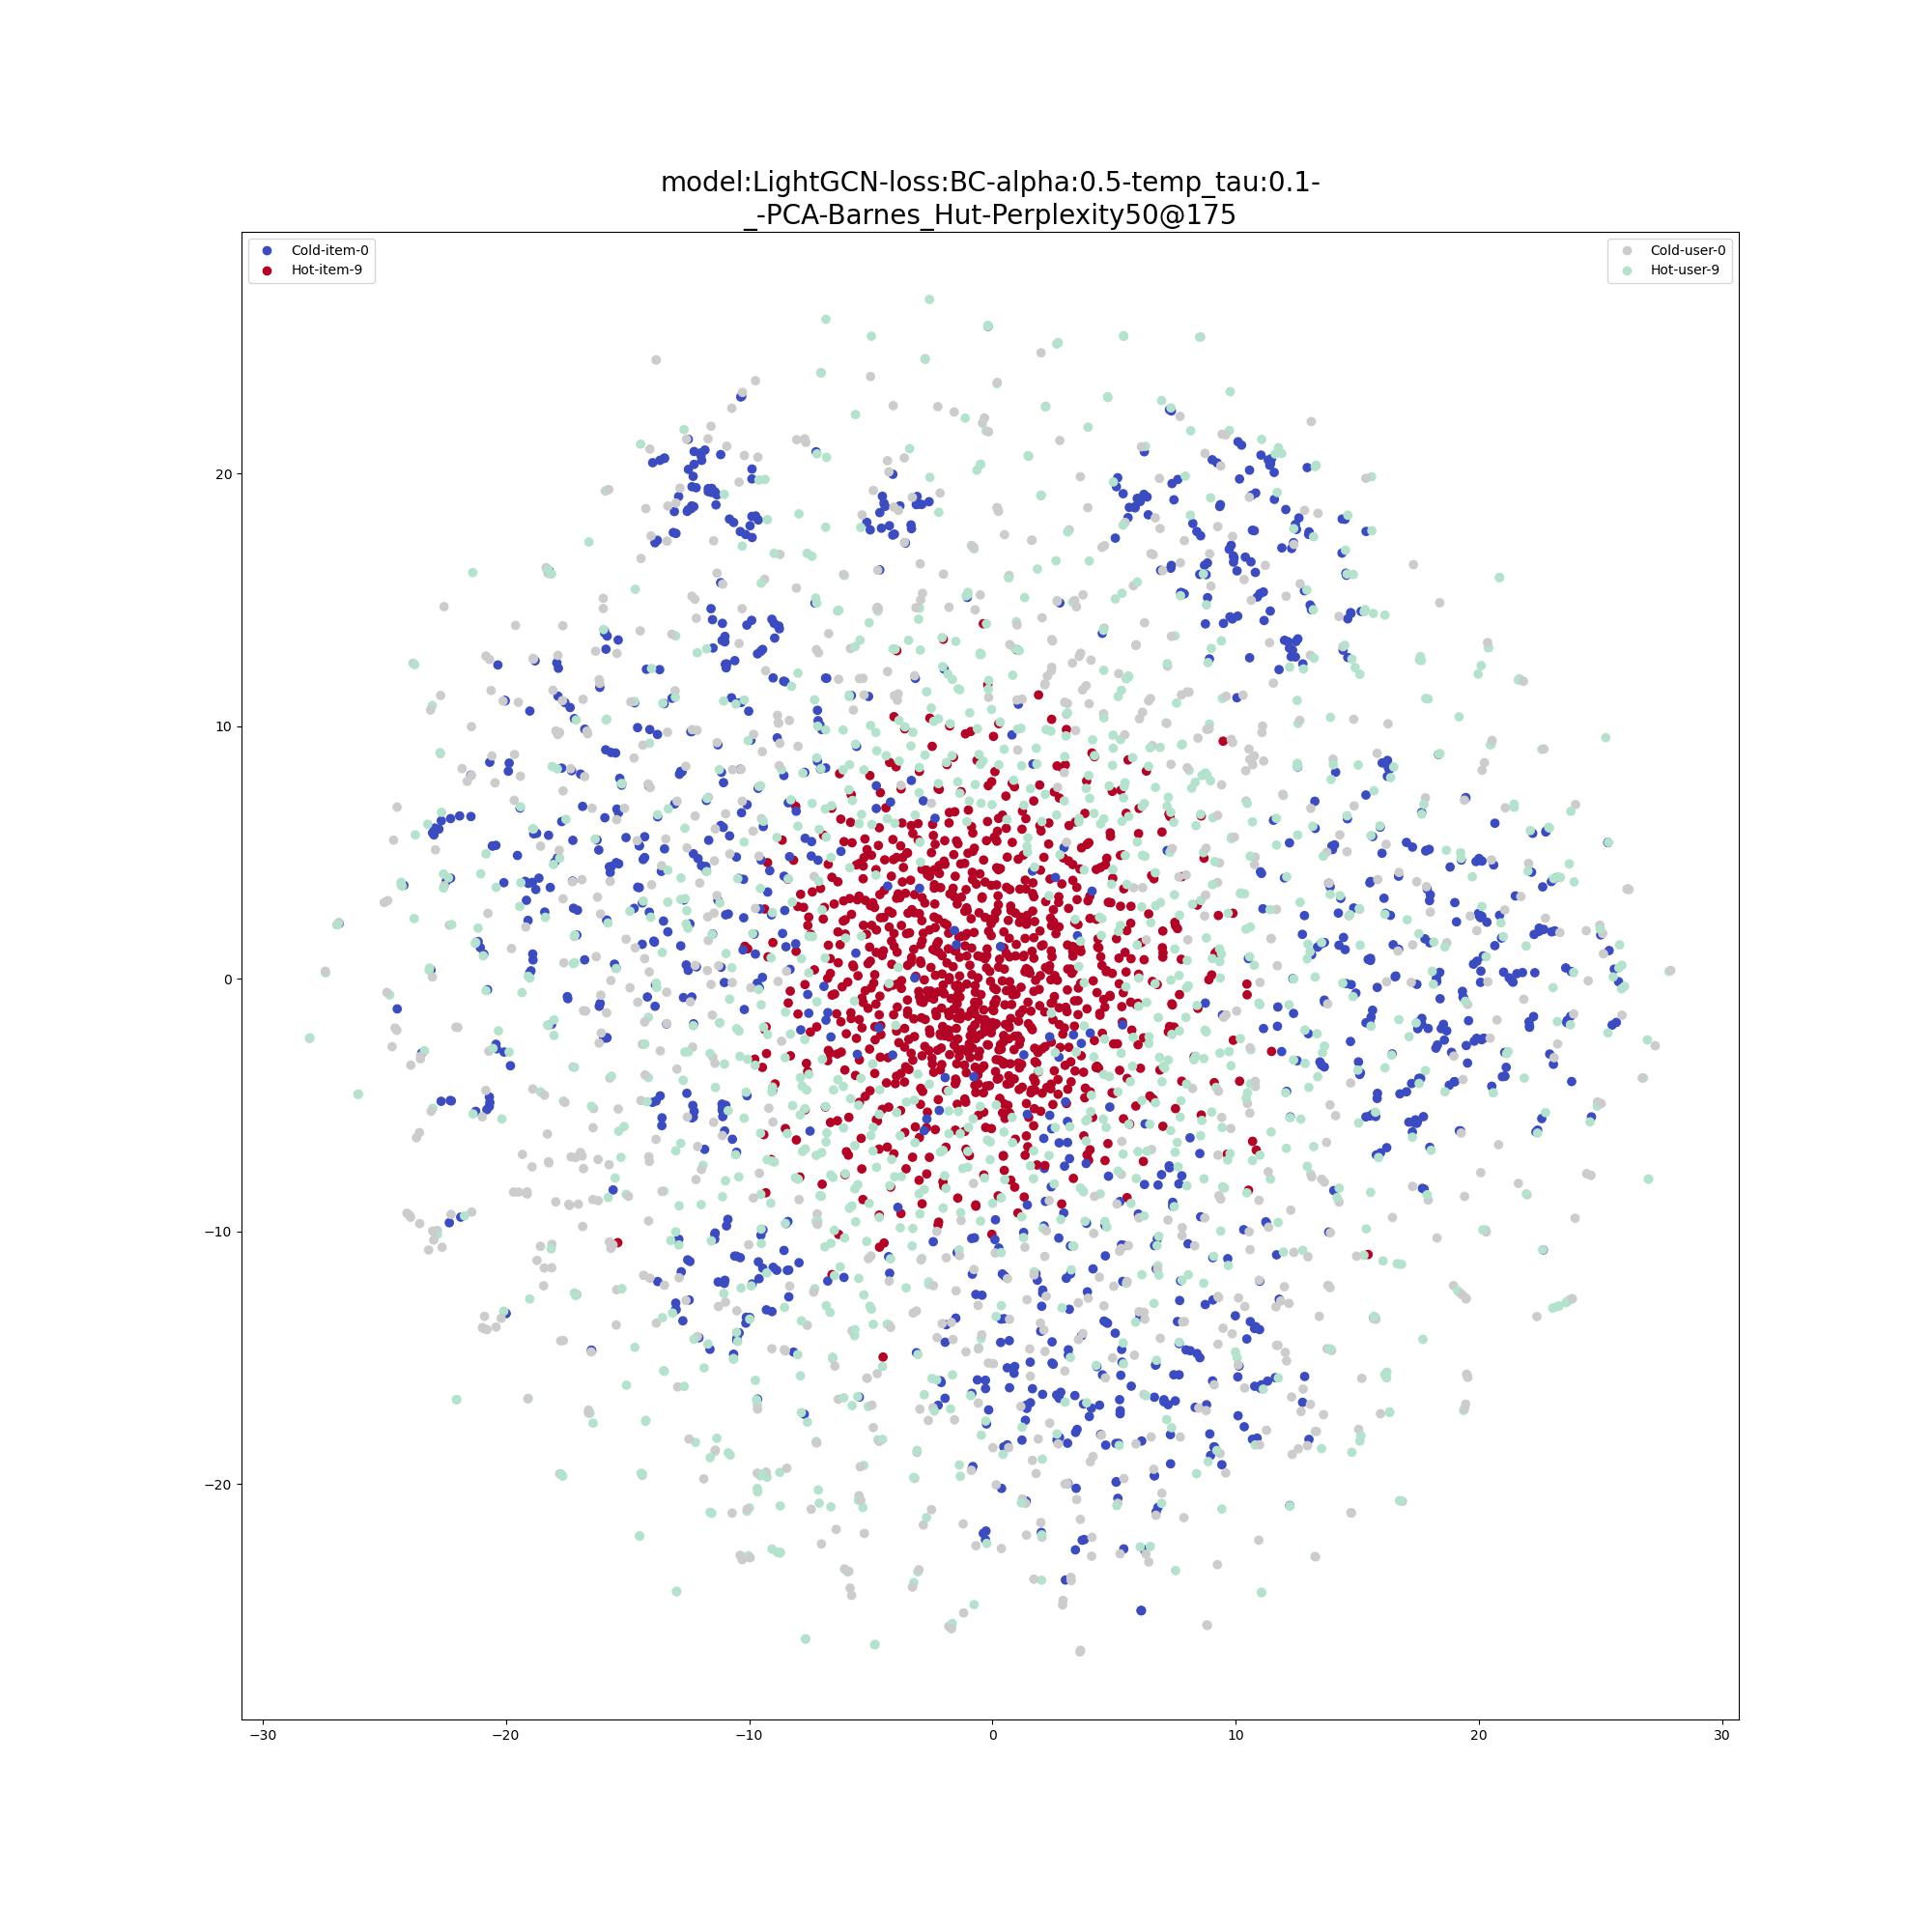 model:LightGCN-loss:BC-alpha:0.5-temp_tau:0.1-
_-PCA-Barnes_Hut-Perplexity50@175
Cold-item-0
Hot-item-9
Cold-user-0
Hot-user-9
20
10
0
−10
−20
−30
−20
−10
0
10
20
30